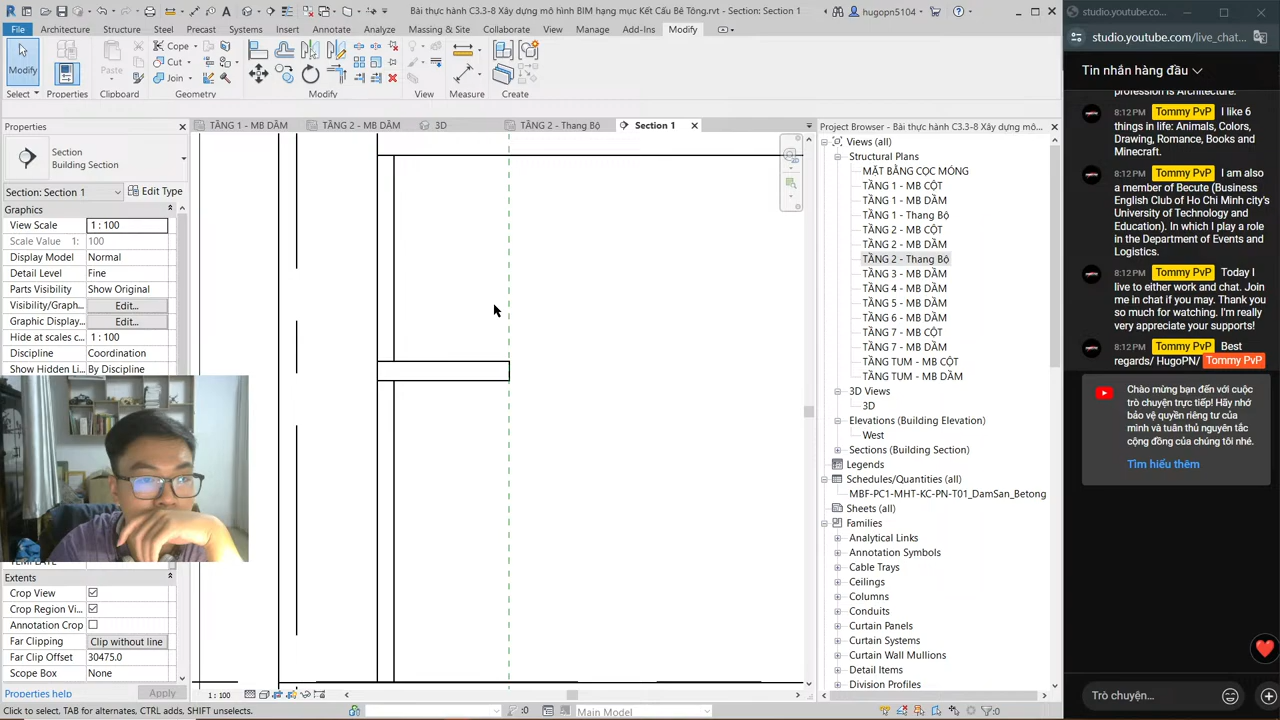 Bài thực hành C3.3-8 Xây dựng mô hình BIM hạng mục Kết Cấu Bê Tông.rvt - Section: Section 1
hugopn5104
File Architecture Structure Steel Precast Systems Insert Annotate Analyze Massing & Site Collaborate View Manage Add-Ins Modify
Modify
Paste
Cope
Cut
Join
Select Properties Clipboard Geometry Modify View Measure Create
Properties
Section
Building Section
Section: Section 1
Edit Type
Graphics
View Scale 1 : 100
Scale Value 1: 100
Display Model Normal
Detail Level Fine
Parts Visibility Show Original
Visibility/Graph... Edit...
Graphic Display... Edit...
Hide at scales c... 1 : 100
Discipline Coordination
Show Hidden Li... By Discipline
Extents
Crop View
Crop Region Vi...
Annotation Crop
Far Clipping Clip without line
Far Clip Offset 30475.0
Scope Box None
Properties help
Apply
TẦNG 1 - MB DẦM
TẦNG 2 - MB DẦM
3D
TẦNG 2 - Thang Bộ
Section 1
1 : 100
Click to select, TAB for alternates, CTRL adds, SHIFT unselects.
:0
Main Model
:0
Project Browser - Bài thực hành C3.3-8 Xây dựng mô...
Views (all)
Structural Plans
MẶT BẰNG CỌC MÓNG
TẦNG 1 - MB CỘT
TẦNG 1 - MB DẦM
TẦNG 1 - Thang Bộ
TẦNG 2 - MB CỘT
TẦNG 2 - MB DẦM
TẦNG 2 - Thang Bộ
TẦNG 3 - MB DẦM
TẦNG 4 - MB DẦM
TẦNG 5 - MB DẦM
TẦNG 6 - MB DẦM
TẦNG 7 - MB CỘT
TẦNG 7 - MB DẦM
TẦNG TUM - MB CỘT
TẦNG TUM - MB DẦM
3D Views
3D
Elevations (Building Elevation)
West
Sections (Building Section)
Legends
Schedules/Quantities (all)
MBF-PC1-MHT-KC-PN-T01_DamSan_Betong
Sheets (all)
Families
Analytical Links
Annotation Symbols
Cable Trays
Ceilings
Columns
Conduits
Curtain Panels
Curtain Systems
Curtain Wall Mullions
Detail Items
Division Profiles
studio.youtube.co...
studio.youtube.com/live_chat...
Tin nhắn hàng đầu
profession is Architecture.
8:12 PM Tommy PvP I like 6
things in life: Animals, Colors,
Drawing, Romance, Books and
Minecraft.
8:12 PM Tommy PvP I am also
a member of Becute (Business
English Club of Ho Chi Minh city's
University of Technology and
Education). In which I play a role
in the Department of Events and
Logistics.
8:12 PM Tommy PvP Today I
live to either work and chat. Join
me in chat if you may. Thank you
so much for watching. I'm really
very appreciate your supports!
8:12 PM Tommy PvP Best
regards/ HugoPN/ Tommy PvP
Chào mừng bạn đến với cuộc
trò chuyện trực tiếp! Hãy nhớ
bảo vệ quyền riêng tư của
mình và tuân thủ nguyên tắc
cộng đồng của chúng tôi nhé.
Tìm hiểu thêm
Trò chuyện...